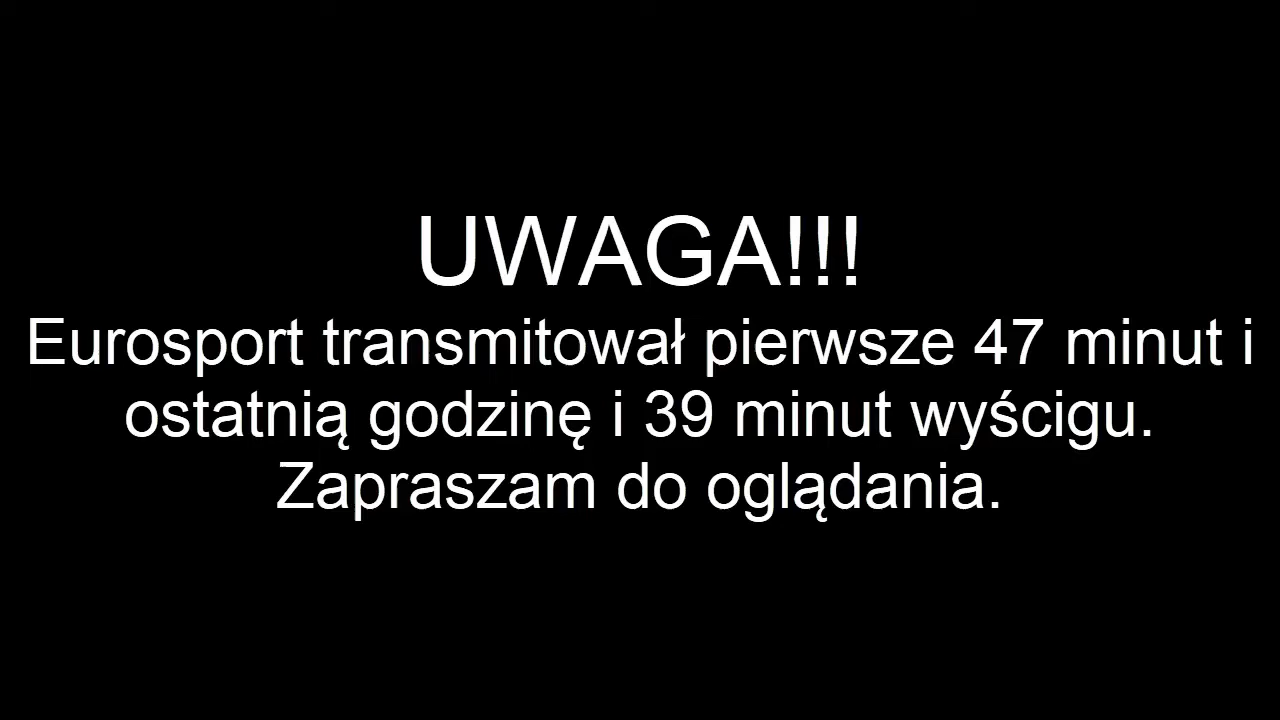 UWAGA!!!
Eurosport transmitował pierwsze 47 minut i
ostatnią godzinę i 39 minut wyścigu.
Zapraszam do oglądania.